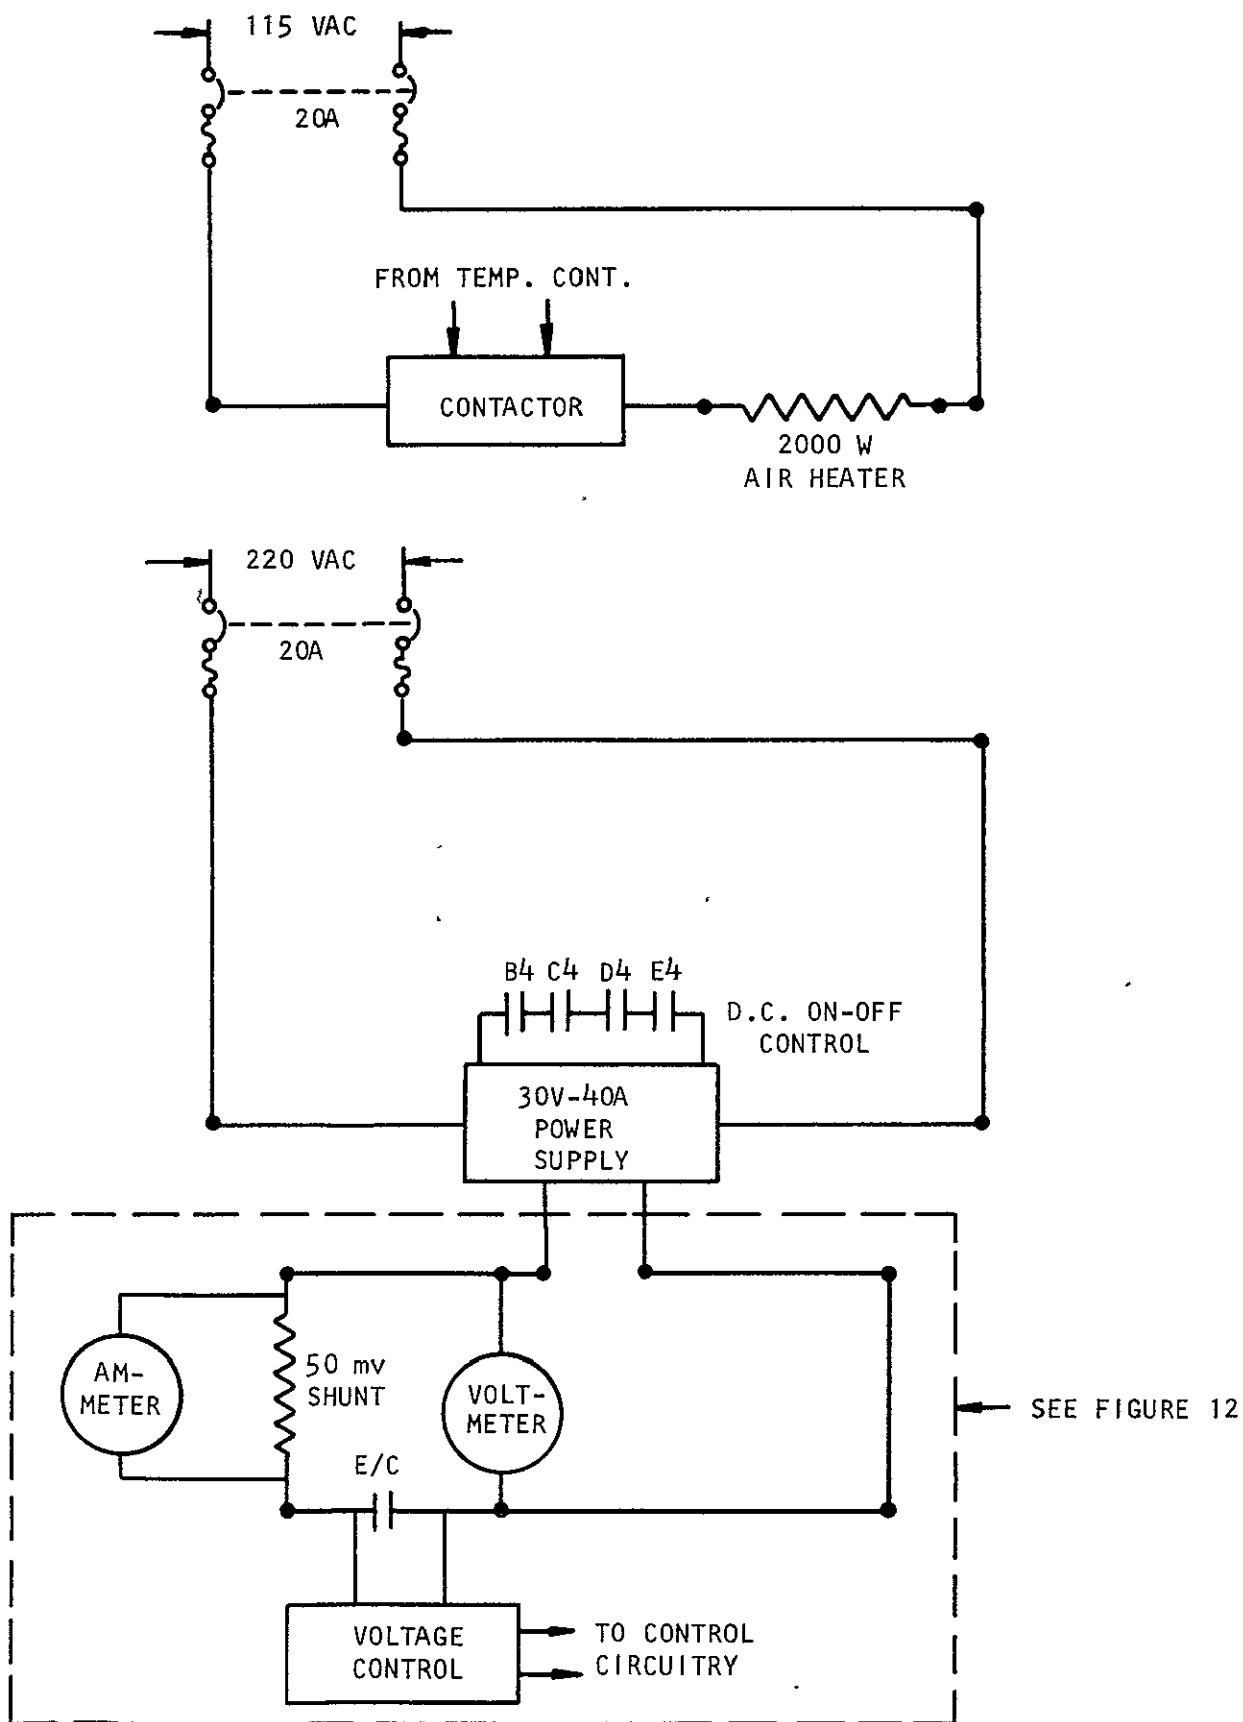 115 VAC
20A
FROM TEMP. CONT.
CONTACTOR
2000 W
AIR HEATER
220 VAC
20A
B4 C4 D4 E4
D.C. ON-OFF
CONTROL
30V-40A
POWER
SUPPLY
AM-
METER
50 mv
SHUNT
VOLT-
METER
SEE FIGURE 12
E/C
VOLTAGE
CONTROL
TO CONTROL
CIRCUITRY